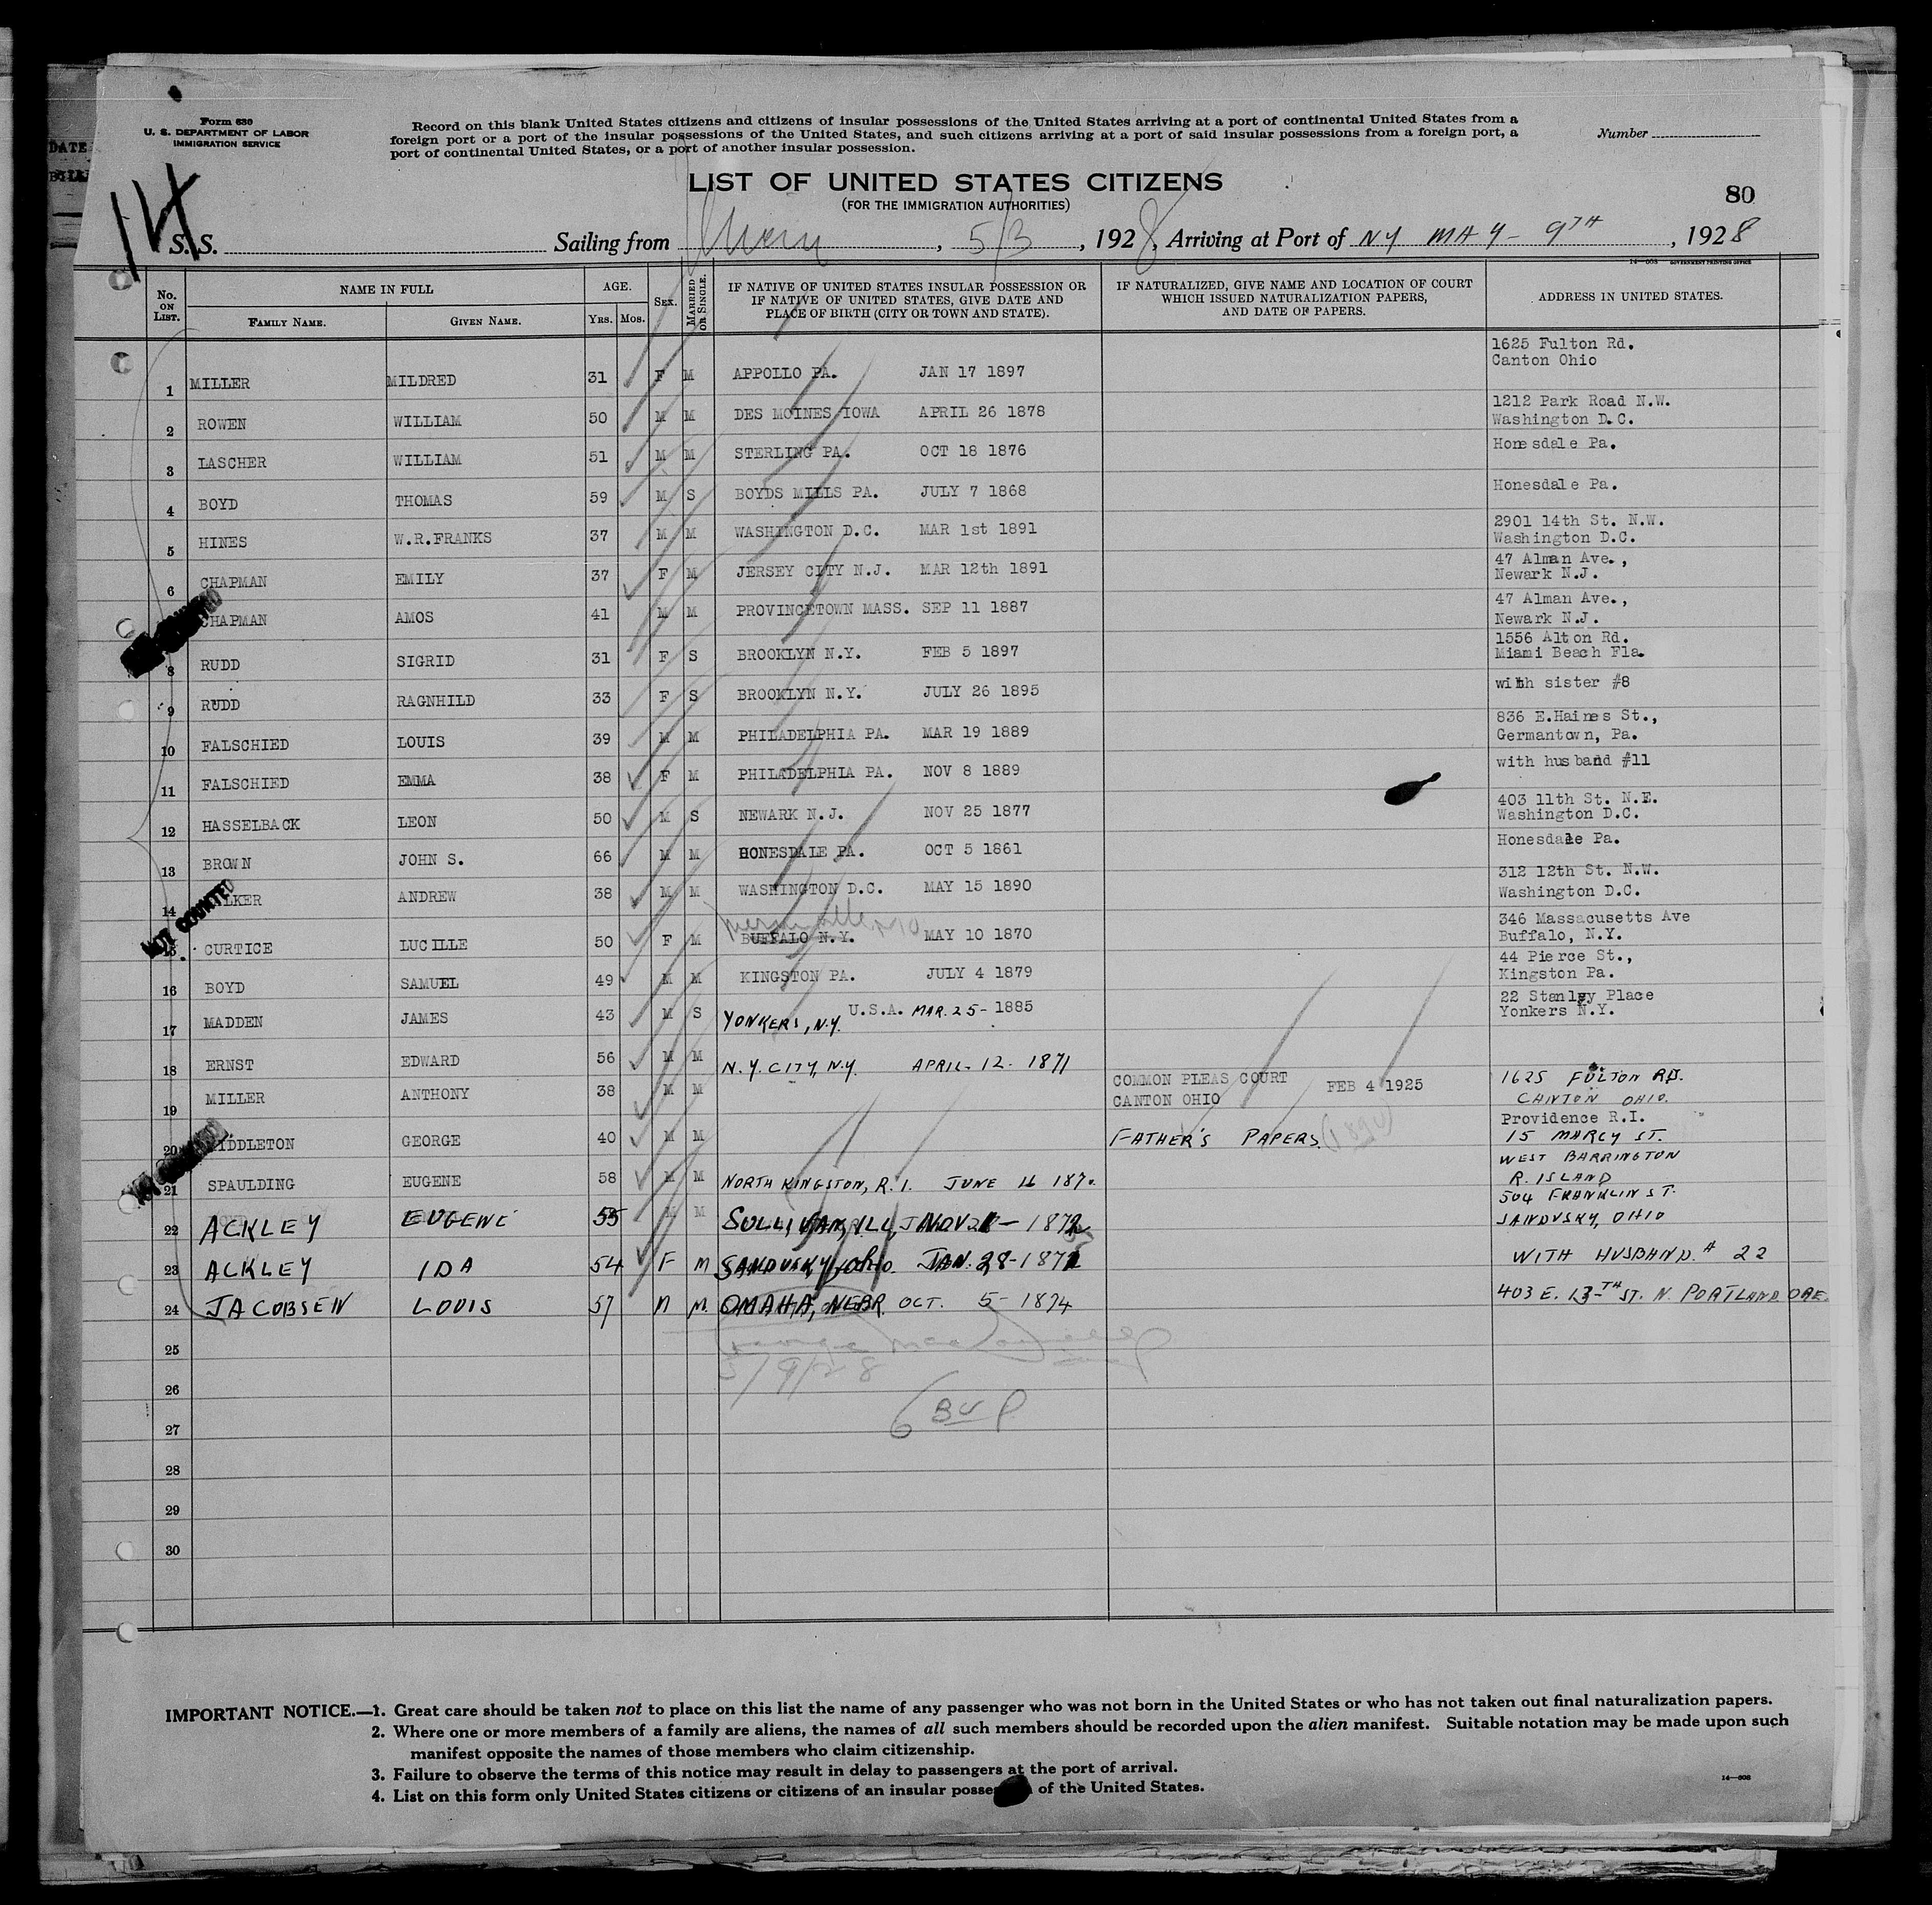 Form 630
U. S. DEPARTMENT OF LABOR
IMMIGRATION SERVICE
Record on this blank United States citizens and citizens of insular possessions of the United States arriving at a port of continental United States from a
foreign port or a port of the insular possessions of the United States, and such citizens arriving at a port of said insular possessions from a foreign port, a
port of continental United States, or a port of another insular possession.
Number
LIST OF UNITED STATES CITIZENS
(FOR THE IMMIGRATION AUTHORITIES)
80
14
S. S. Sailing from , 5/3 , 1928, Arriving at Port of NY MAY - 9TH , 1928
14—608 GOVERNMENT PRINTING OFFICE
No. ON LIST. NAME IN FULL FAMILY NAME. GIVEN NAME. AGE. YRS. MOS. SEX. MARRIED OR SINGLE. IF NATIVE OF UNITED STATES INSULAR POSSESSION OR IF NATIVE OF UNITED STATES, GIVE DATE AND PLACE OF BIRTH (CITY OR TOWN AND STATE). IF NATURALIZED, GIVE NAME AND LOCATION OF COURT WHICH ISSUED NATURALIZATION PAPERS, AND DATE OF PAPERS. ADDRESS IN UNITED STATES.
1 MILLER MILDRED 31 F M APPOLLO PA. JAN 17 1897 1625 Fulton Rd. Canton Ohio
2 ROWEN WILLIAM 50 M M DES MOINES IOWA APRIL 26 1878 1212 Park Road N.W. Washington D.C.
3 LASCHER WILLIAM 51 M M STERLING PA. OCT 18 1876 Honesdale Pa.
4 BOYD THOMAS 59 M S BOYDS MILLS PA. JULY 7 1868 Honesdale Pa.
5 HINES W.R.FRANKS 37 M M WASHINGTON D.C. MAR 1st 1891 2901 14th St. N.W. Washington D.C.
6 CHAPMAN EMILY 37 F M JERSEY CITY N.J. MAR 12th 1891 47 Alman Ave., Newark N.J.
CHAPMAN AMOS 41 M M PROVINCETOWN MASS. SEP 11 1887 47 Alman Ave., Newark N.J.
8 RUDD SIGRID 31 F S BROOKLYN N.Y. FEB 5 1897 1556 Alton Rd. Miami Beach Fla.
9 RUDD RAGNHILD 33 F S BROOKLYN N.Y. JULY 26 1895 with sister #8
10 FALSCHIED LOUIS 39 M M PHILADELPHIA PA. MAR 19 1889 836 E.Haines St., Germantown, Pa.
11 FALSCHIED EMMA 38 F M PHILADELPHIA PA. NOV 8 1889 with husband #11
12 HASSELBACK LEON 50 M S NEWARK N.J. NOV 25 1877 403 11th St. N.E. Washington D.C.
13 BROWN JOHN S. 66 M M HONESDALE PA. OCT 5 1861 Honesdale Pa.
14 LKER ANDREW 38 M M WASHINGTON D.C. MAY 15 1890 312 12th St. N.W. Washington D.C.
NOT COUNTED
15 CURTICE LUCILLE 50 F M BUFFALO N.Y. MAY 10 1870 346 Massacusetts Ave Buffalo, N.Y.
16 BOYD SAMUEL 49 M M KINGSTON PA. JULY 4 1879 44 Pierce St., Kingston Pa.
17 MADDEN JAMES 43 M S YONKERS, N.Y. U.S.A. MAR. 25 - 1885 22 Stanley Place Yonkers N.Y.
18 ERNST EDWARD 56 M M N.Y. CITY, N.Y. APRIL. 12. 1871
19 MILLER ANTHONY 38 M M COMMON PLEAS COURT CANTON OHIO FEB 4 1925 1625 FULTON RD. CANTON OHIO.
20 MIDDLETON GEORGE 40 M M FATHER'S PAPERS. Providence R.I. 15 MARCY ST. WEST BARRINGTON
21 SPAULDING EUGENE 58 M M NORTH KINGSTON, R.I. JUNE 187 R. ISLAND
22 ACKLEY EUGENE 55 M M SULLIVAN, ILL, NOV 504 FRANKLIN ST. SANDUSKY, OHIO
23 ACKLEY IDA 54 F M SANDUSKY, Ohio JAN. 28 - WITH HUSBAND. # 22
24 JACOBSEN LOUIS 57 M M. OMAHA, NEBR. OCT. 5 - 1874 403 E. 13TH ST. N. PORTLAND ORE.
25
5/9/28
26
27
28
29
30
IMPORTANT NOTICE.—1. Great care should be taken not to place on this list the name of any passenger who was not born in the United States or who has not taken out final naturalization papers.
2. Where one or more members of a family are aliens, the names of all such members should be recorded upon the alien manifest. Suitable notation may be made upon such
manifest opposite the names of those members who claim citizenship.
3. Failure to observe the terms of this notice may result in delay to passengers at the port of arrival.
4. List on this form only United States citizens or citizens of an insular possession of the United States.
14—608